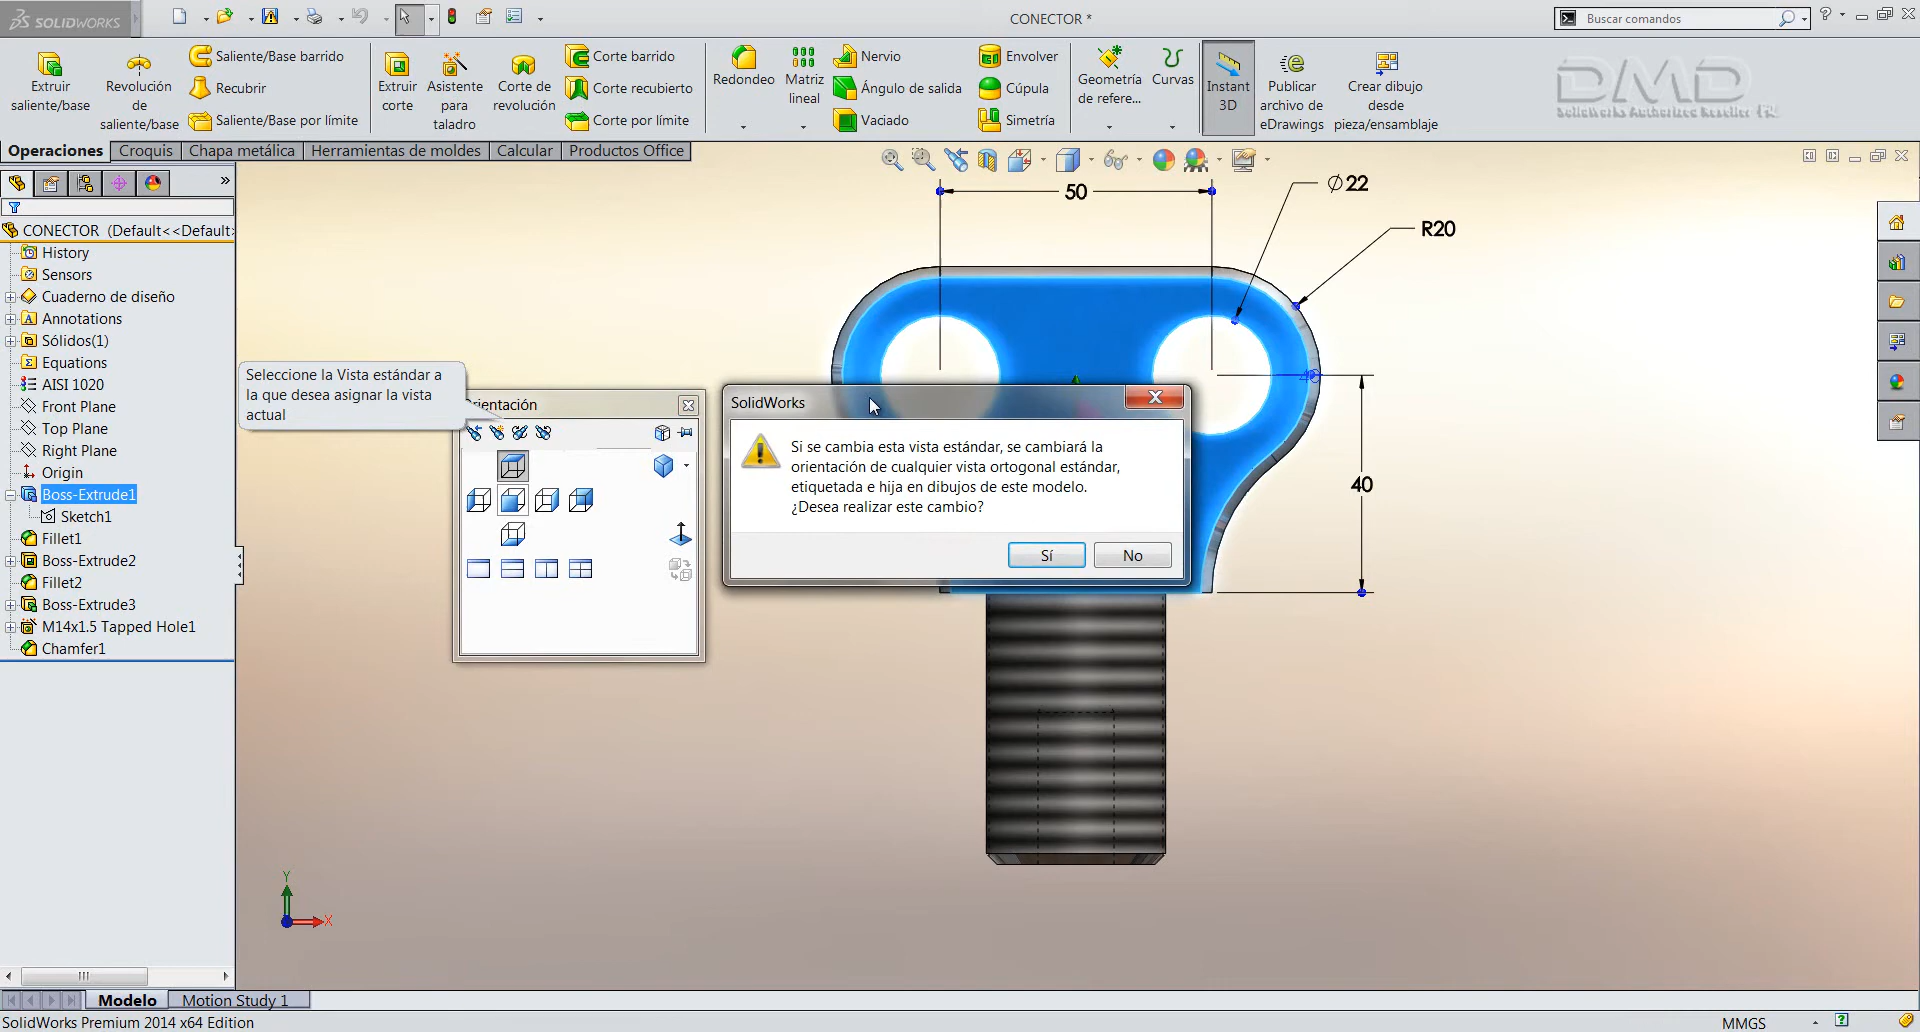 SOLIDWORKS
CONECTOR *
Buscar comandos
Extruir
saliente/base
Revolución
de
saliente/base
Saliente/Base barrido
Recubrir
Saliente/Base por límite
Extruir
corte
Asistente
para
taladro
Corte de
revolución
Corte barrido
Corte recubierto
Corte por límite
Redondeo
Matriz
lineal
Nervio
Ángulo de salida
Vaciado
Envolver
Cúpula
Simetría
Geometría
de refere...
Curvas
Instant
3D
Publicar
archivo de
eDrawings
Crear dibujo
desde
pieza/ensamblaje
DMD
SolidWorks Authorized Reseller
Operaciones
Croquis
Chapa metálica
Herramientas de moldes
Calcular
Productos Office
CONECTOR (Default<<Default>
History
Sensors
Cuaderno de diseño
Annotations
Sólidos(1)
Equations
AISI 1020
Front Plane
Top Plane
Right Plane
Origin
Boss-Extrude1
Sketch1
Fillet1
Boss-Extrude2
Fillet2
Boss-Extrude3
M14x1.5 Tapped Hole1
Chamfer1
Seleccione la Vista estándar a
la que desea asignar la vista
actual
rientación
50
Ø22
R20
40
SolidWorks
Si se cambia esta vista estándar, se cambiará la
orientación de cualquier vista ortogonal estándar,
etiquetada e hija en dibujos de este modelo.
¿Desea realizar este cambio?
Sí
No
Y
X
Modelo
Motion Study 1
SolidWorks Premium 2014 x64 Edition
MMGS